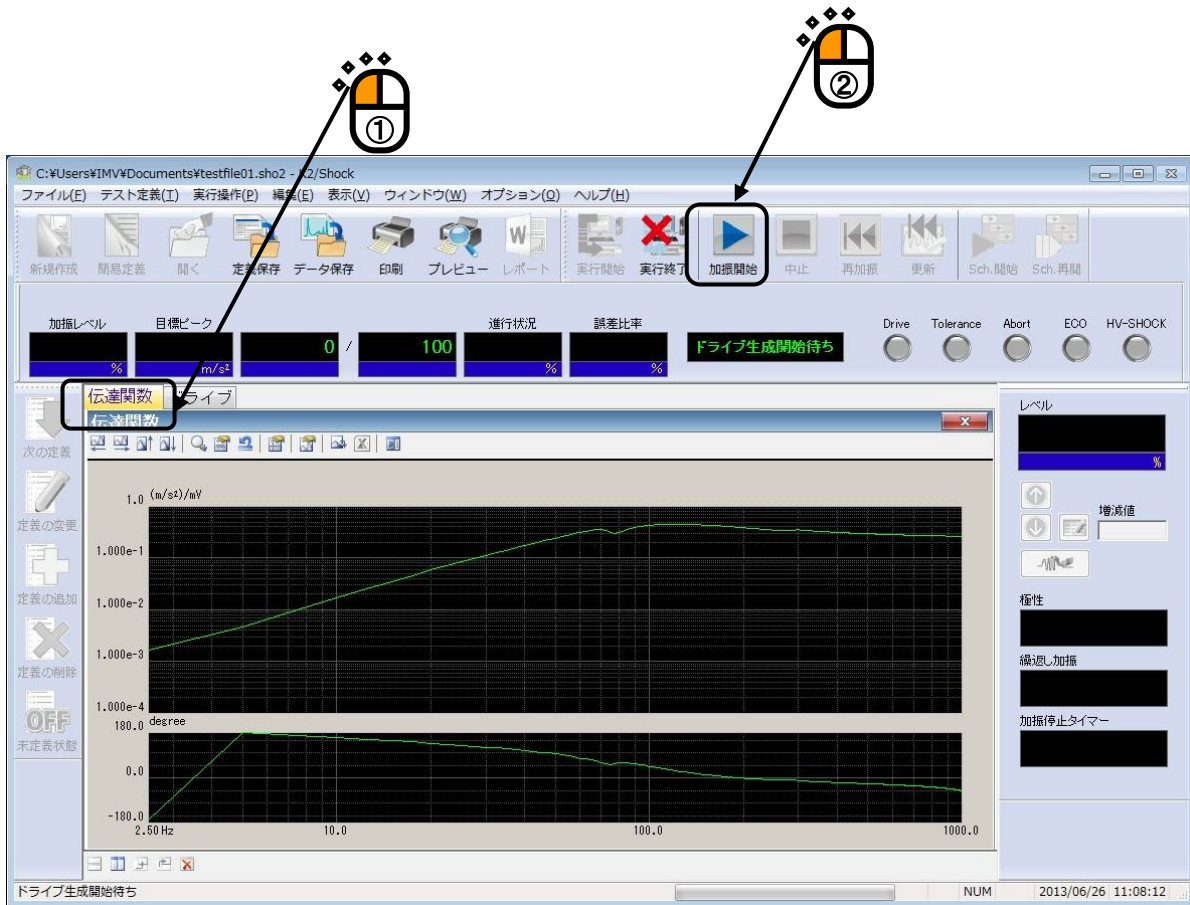 ②
①
C:¥Users¥IMV¥Documents¥testfile01.sho2 - K2/Shock
ファイル(F) テスト定義(T) 実行操作(P) 編集(E) 表示(V) ウィンドウ(W) オプション(O) ヘルプ(H)
新規作成 簡易定義 開く 定義保存 データ保存 印刷 プレビュー レポート 実行開始 実行終了 加振開始 中止 再加振 更新 Sch.開始 Sch.再開
加振レベル 目標ピーク 進行状況 誤差比率 Drive Tolerance Abort ECO HV-SHOCK
0 / 100 ドライブ生成開始待ち
% m/s² % %
伝達関数 ドライブ
伝達関数
次の定義
定義の変更
定義の追加
定義の削除
OFF
未定義状態
1.0 (m/s²)/mV
1.000e-1
1.000e-2
1.000e-3
1.000e-4
180.0 degree
0.0
-180.0
2.50 Hz 10.0 100.0 1000.0
レベル
%
増減値
極性
繰返し加振
加振停止タイマー
ドライブ生成開始待ち NUM 2013/06/26 11:08:12